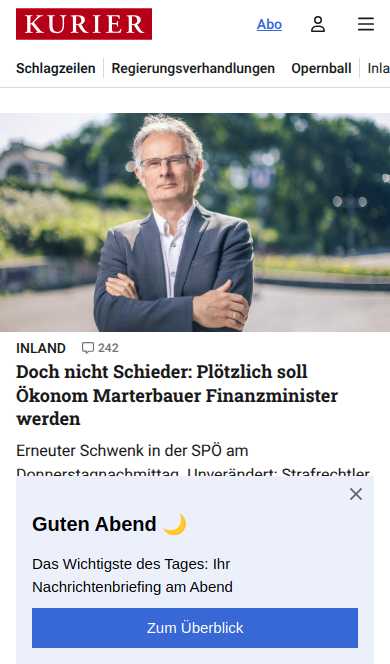 KURIER
Abo
Schlagzeilen
Regierungsverhandlungen
Opernball
Inla
INLAND
242
Doch nicht Schieder: Plötzlich soll
Ökonom Marterbauer Finanzminister
werden
Erneuter Schwenk in der SPÖ am
Donnerstagnachmittag. Unverändert: Strafrechtler
Guten Abend 🌙
Das Wichtigste des Tages: Ihr
Nachrichtenbriefing am Abend
Zum Überblick